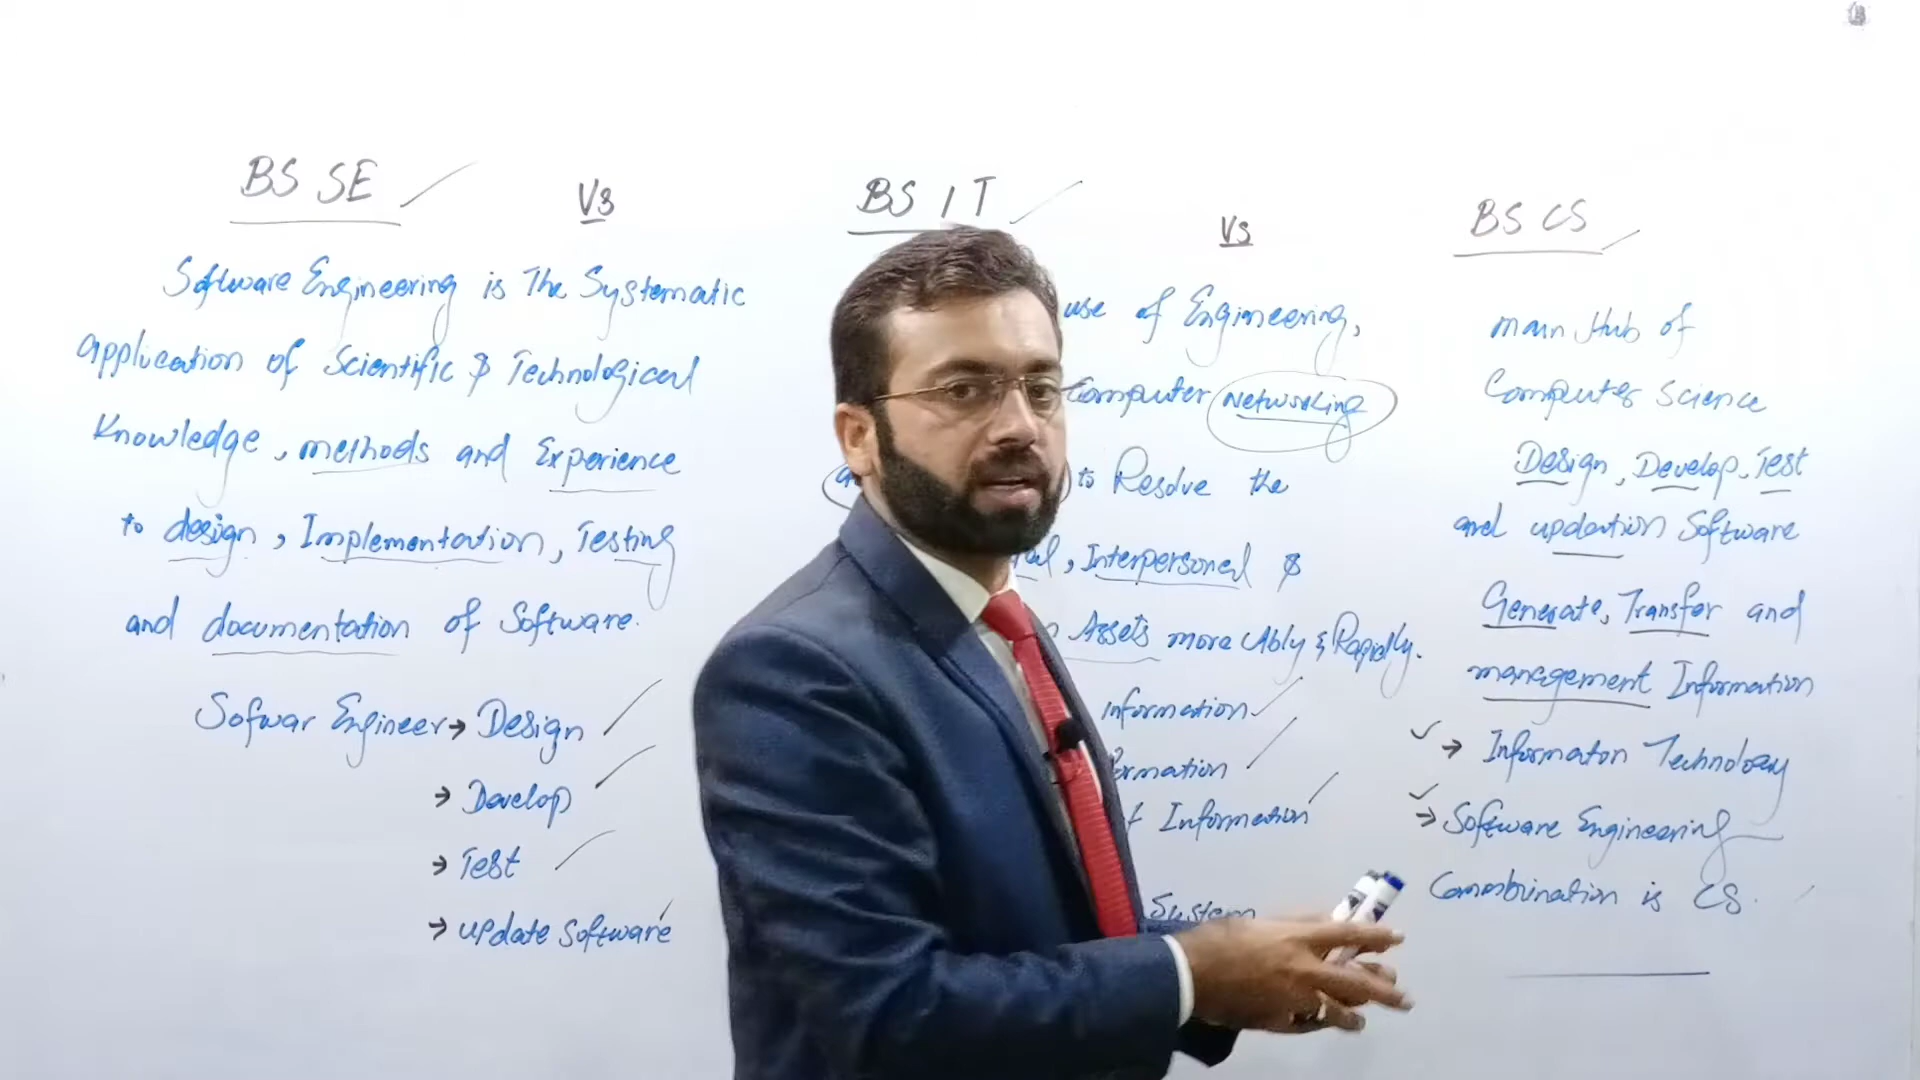 BS SE
Vs
BS IT
Vs
BS CS
Software Engineering is The Systematic
application of Scientific & Technological
Knowledge, methods and Experience
to design, Implementation, Testing
and documentation of Software.
Sofwar Engineer → Design
→ Develop
→ Test
→ update Software
use of Engineering,
Computer Networking
to Resolve the
, Interpersonal &
Assets more Ably & Rapidly.
Information
Information
System
main Hub of
Computer Science
Design, Develop, Test
and updation Software
Generate, Transfer and
management Information
→ Informaton Technology
→ Software Engineering
Commbination is CS.